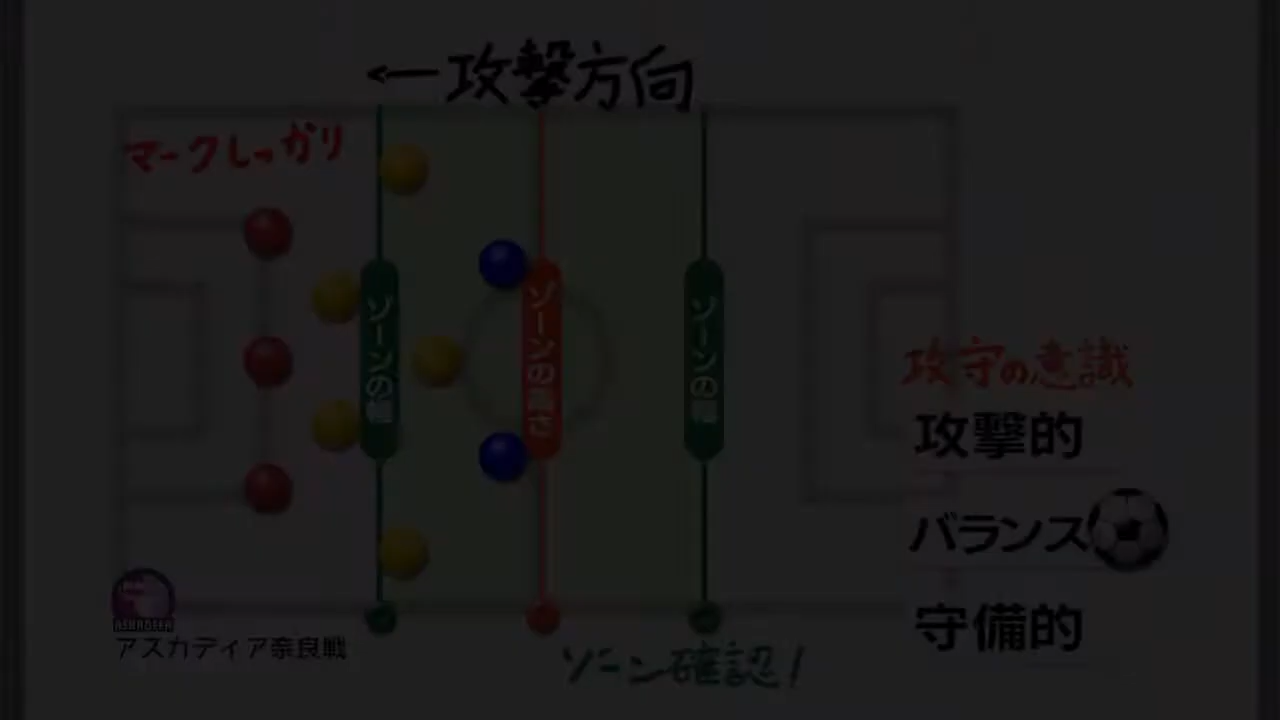 ←攻撃方向
マークしっかり
ゾーンの幅
ゾーンの高さ
ゾーンの幅
攻守の意識
攻撃的
バランス
守備的
ASKADEER
アスカディア奈良戦
ゾーン確認！